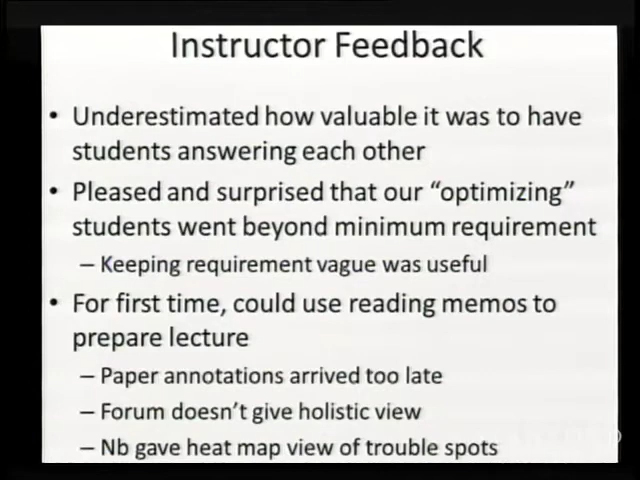 Instructor Feedback
• Underestimated how valuable it was to have
students answering each other
• Pleased and surprised that our “optimizing”
students went beyond minimum requirement
– Keeping requirement vague was useful
• For first time, could use reading memos to
prepare lecture
– Paper annotations arrived too late
– Forum doesn’t give holistic view
– Nb gave heat map view of trouble spots